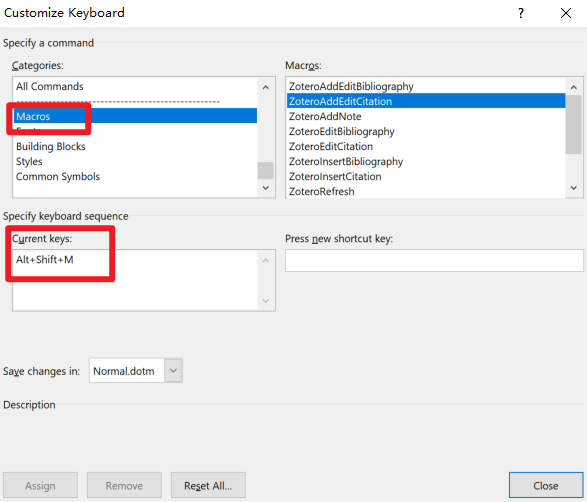 Customize Keyboard
Specify a command
Categories:
Macros:
All Commands
Macros
Building Blocks
Styles
Common Symbols
ZoteroAddEditBibliography
ZoteroAddEditCitation
ZoteroAddNote
ZoteroEditBibliography
ZoteroEditCitation
ZoteroInsertBibliography
ZoteroInsertCitation
ZoteroRefresh
Specify keyboard sequence
Current keys:
Press new shortcut key:
Alt+Shift+M
Save changes in:
Normal.dotm
Description
Assign
Remove
Reset All...
Close